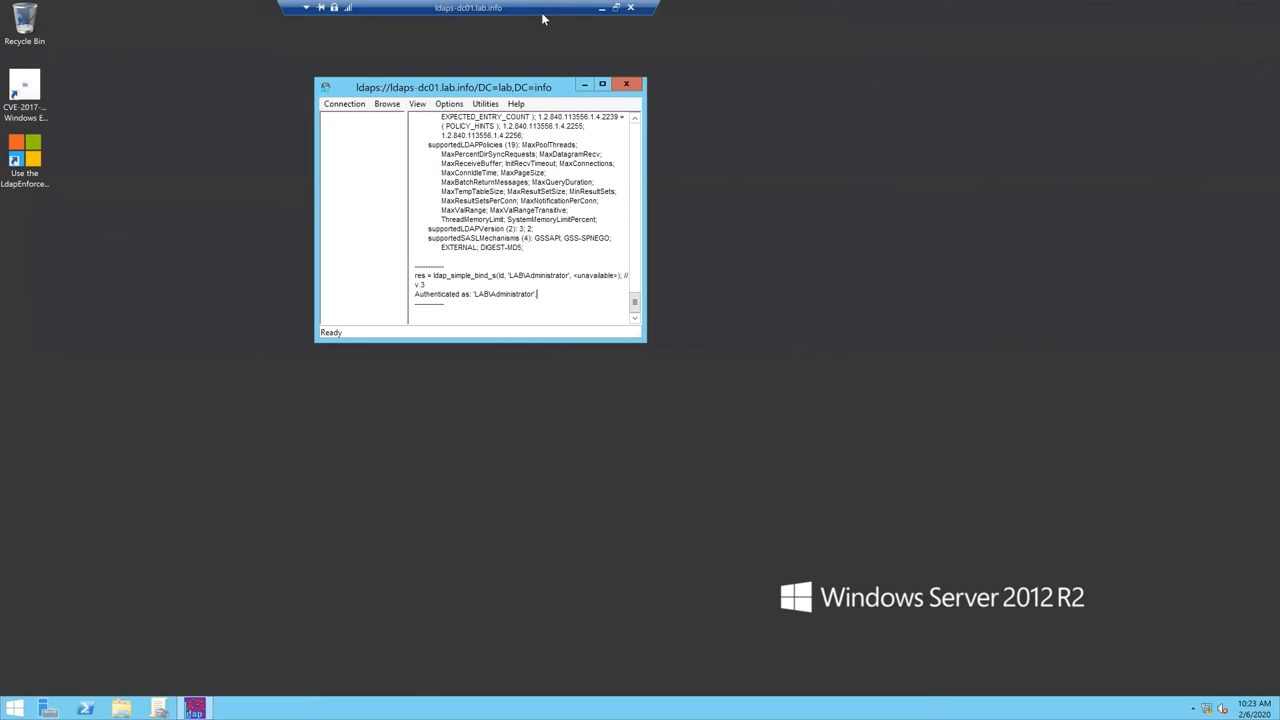 ldaps-dc01.lab.info
Recycle Bin
CVE-2017-...
Windows E...
Use the
LdapEnforce...
ldaps://ldaps-dc01.lab.info/DC=lab,DC=info
Connection Browse View Options Utilities Help
EXPECTED_ENTRY_COUNT ); 1.2.840.113556.1.4.2239 =
( POLICY_HINTS ); 1.2.840.113556.1.4.2255;
1.2.840.113556.1.4.2256;
supportedLDAPPolicies (19): MaxPoolThreads;
MaxPercentDirSyncRequests; MaxDatagramRecv;
MaxReceiveBuffer; InitRecvTimeout; MaxConnections;
MaxConnIdleTime; MaxPageSize;
MaxBatchReturnMessages; MaxQueryDuration;
MaxTempTableSize; MaxResultSetSize; MinResultSets;
MaxResultSetsPerConn; MaxNotificationPerConn;
MaxValRange; MaxValRangeTransitive;
ThreadMemoryLimit; SystemMemoryLimitPercent;
supportedLDAPVersion (2): 3; 2;
supportedSASLMechanisms (4): GSSAPI; GSS-SPNEGO;
EXTERNAL; DIGEST-MD5;
-----------
res = ldap_simple_bind_s(ld, 'LAB\Administrator', <unavailable>); //
v.3
Authenticated as: 'LAB\Administrator'.
-----------
Ready
Windows Server 2012 R2
ldap
10:23 AM
2/6/2020